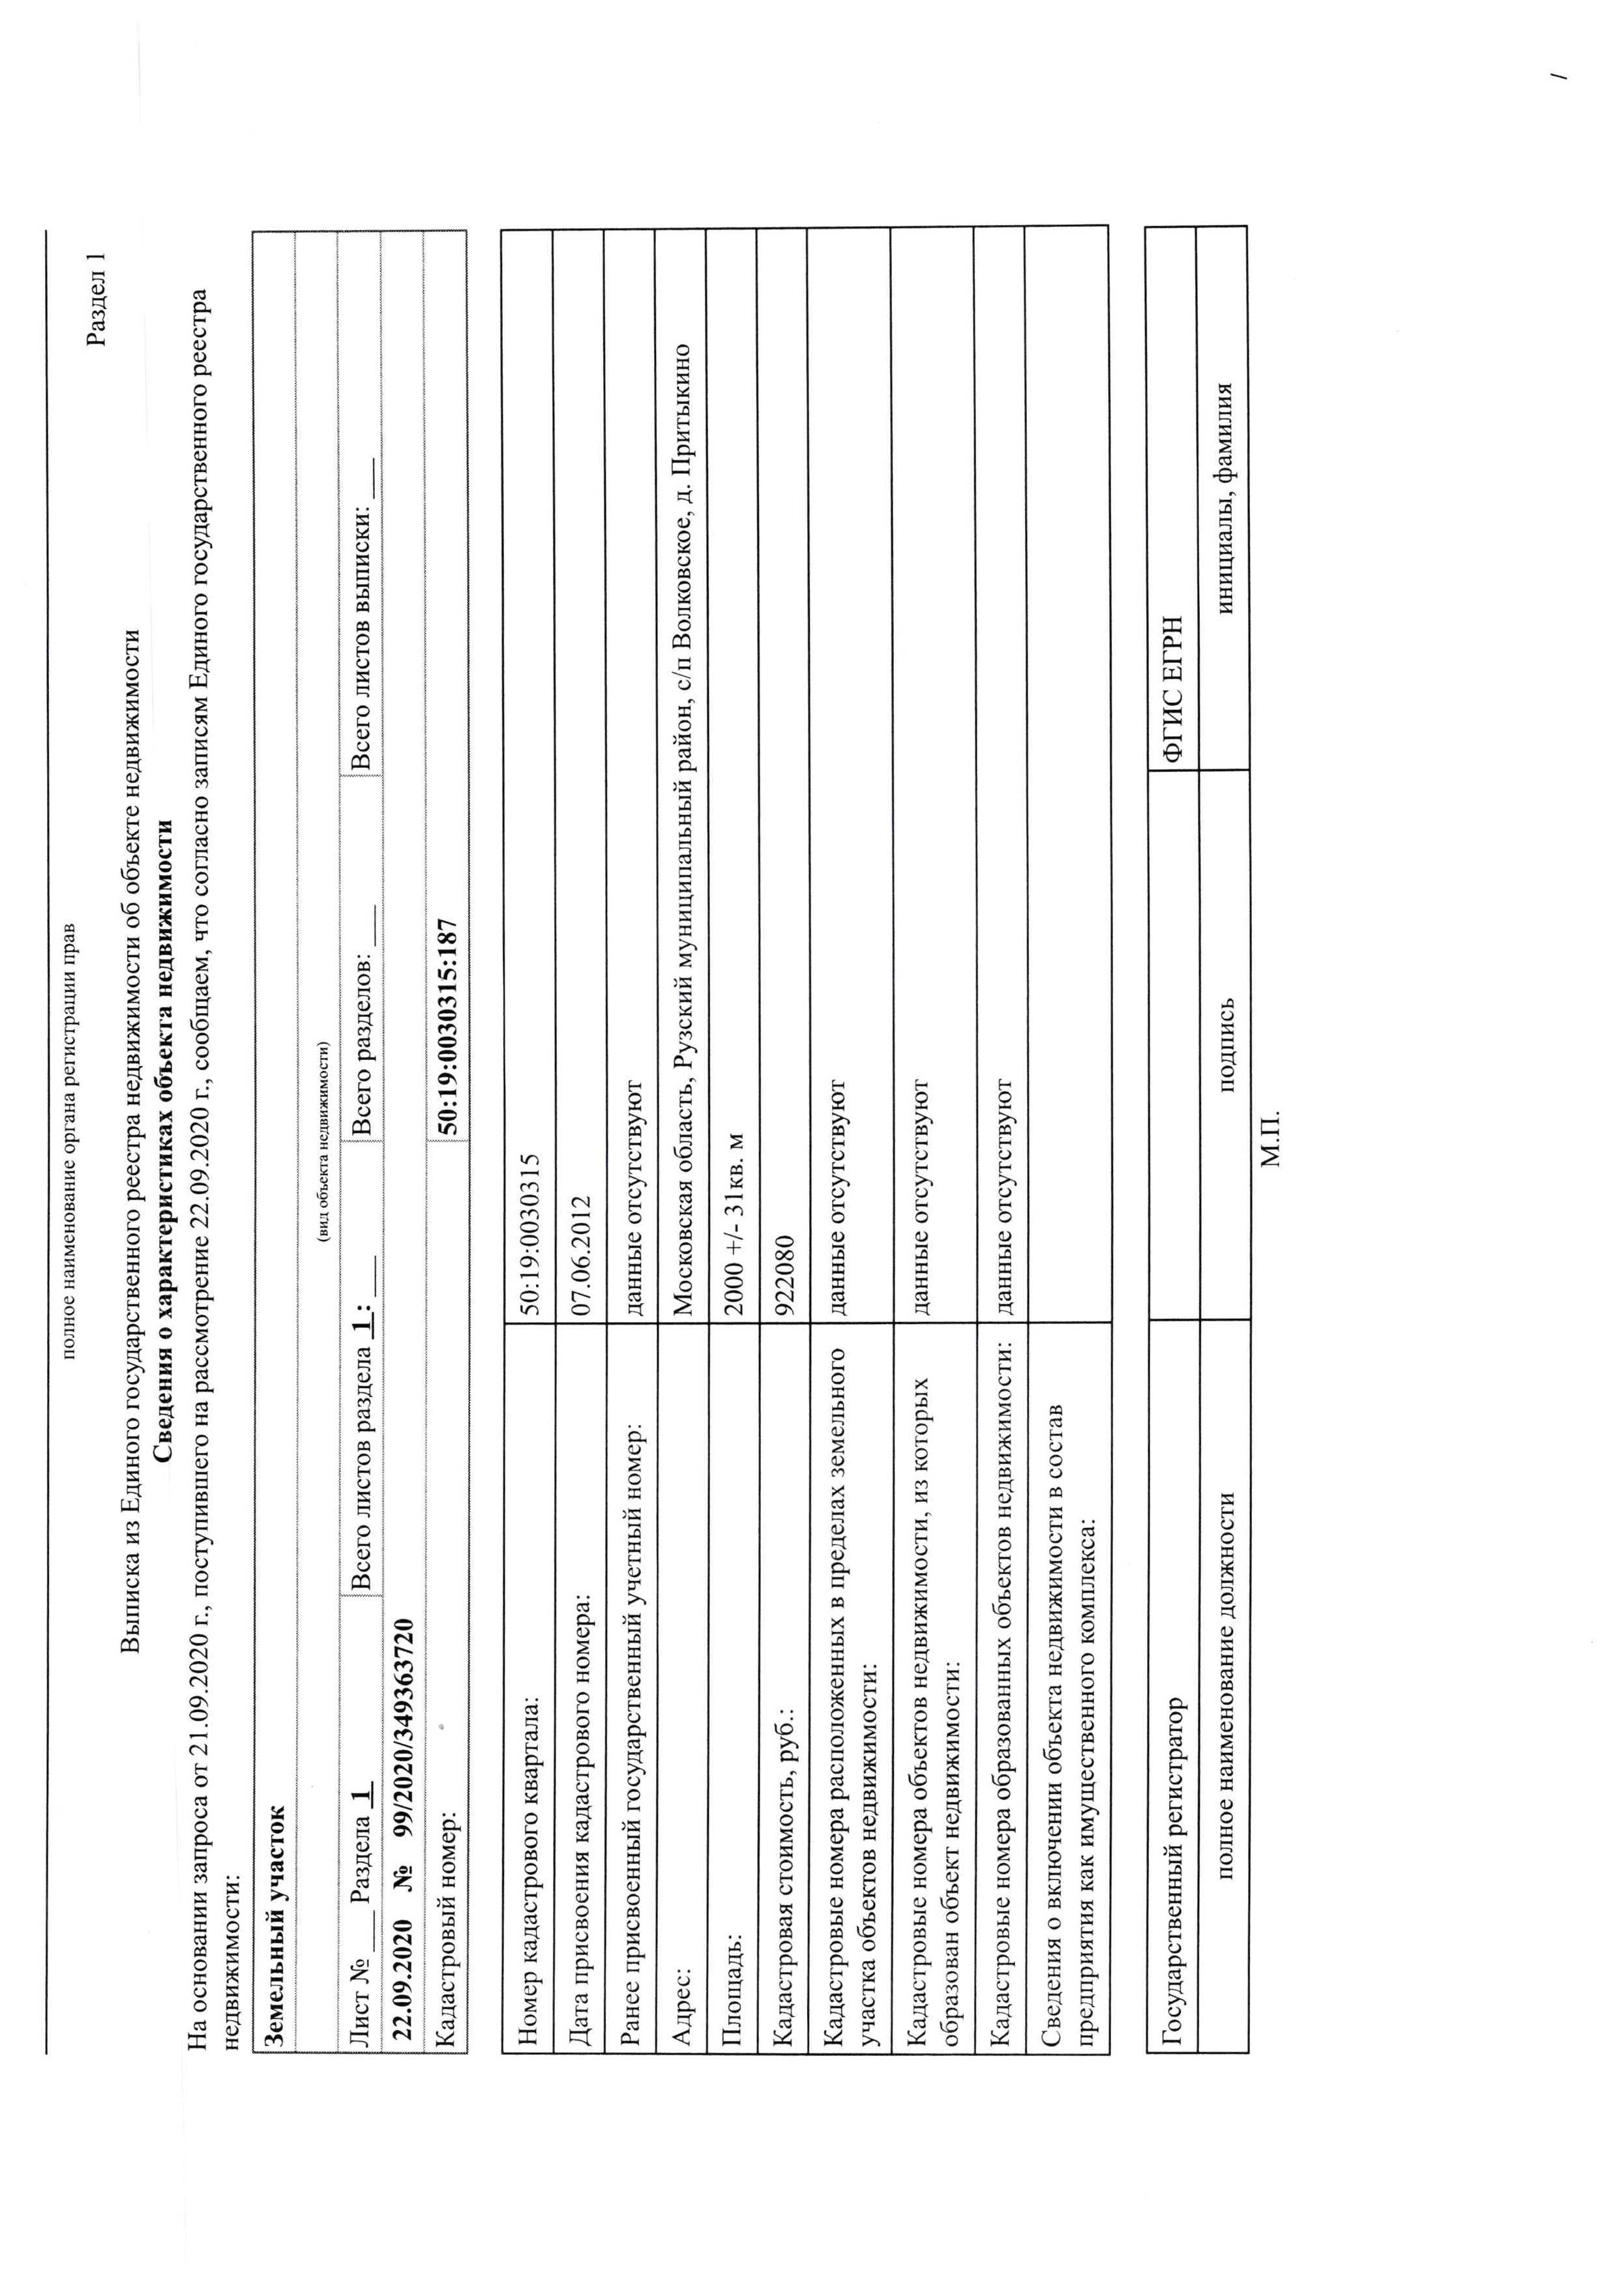 полное наименование органа регистрации прав
Раздел 1
Выписка из Единого государственного реестра недвижимости об объекте недвижимости
Сведения о характеристиках объекта недвижимости
На основании запроса от 21.09.2020 г., поступившего на рассмотрение 22.09.2020 г., сообщаем, что согласно записям Единого государственного реестра
недвижимости:
Земельный участок
(вид объекта недвижимости)
Лист № ___ Раздела 1 Всего листов раздела 1 : ___ Всего разделов: ___ Всего листов выписки: ___
22.09.2020 № 99/2020/349363720
Кадастровый номер: 50:19:0030315:187
Номер кадастрового квартала: 50:19:0030315
Дата присвоения кадастрового номера: 07.06.2012
Ранее присвоенный государственный учетный номер: данные отсутствуют
Адрес: Московская область, Рузский муниципальный район, с/п Волковское, д. Притыкино
Площадь: 2000 +/- 31кв. м
Кадастровая стоимость, руб.: 922080
Кадастровые номера расположенных в пределах земельного данные отсутствуют
участка объектов недвижимости:
Кадастровые номера объектов недвижимости, из которых данные отсутствуют
образован объект недвижимости:
Кадастровые номера образованных объектов недвижимости: данные отсутствуют
Сведения о включении объекта недвижимости в состав
предприятия как имущественного комплекса:
Государственный регистратор ФГИС ЕГРН
полное наименование должности подпись инициалы, фамилия
М.П.